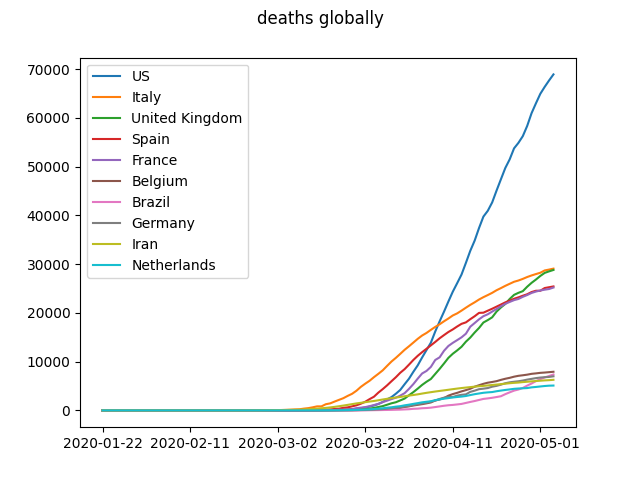 deaths globally
70000
60000
50000
40000
30000
20000
10000
0
US
Italy
United Kingdom
Spain
France
Belgium
Brazil
Germany
Iran
Netherlands
2020-01-22 2020-02-11 2020-03-02 2020-03-22 2020-04-11 2020-05-01